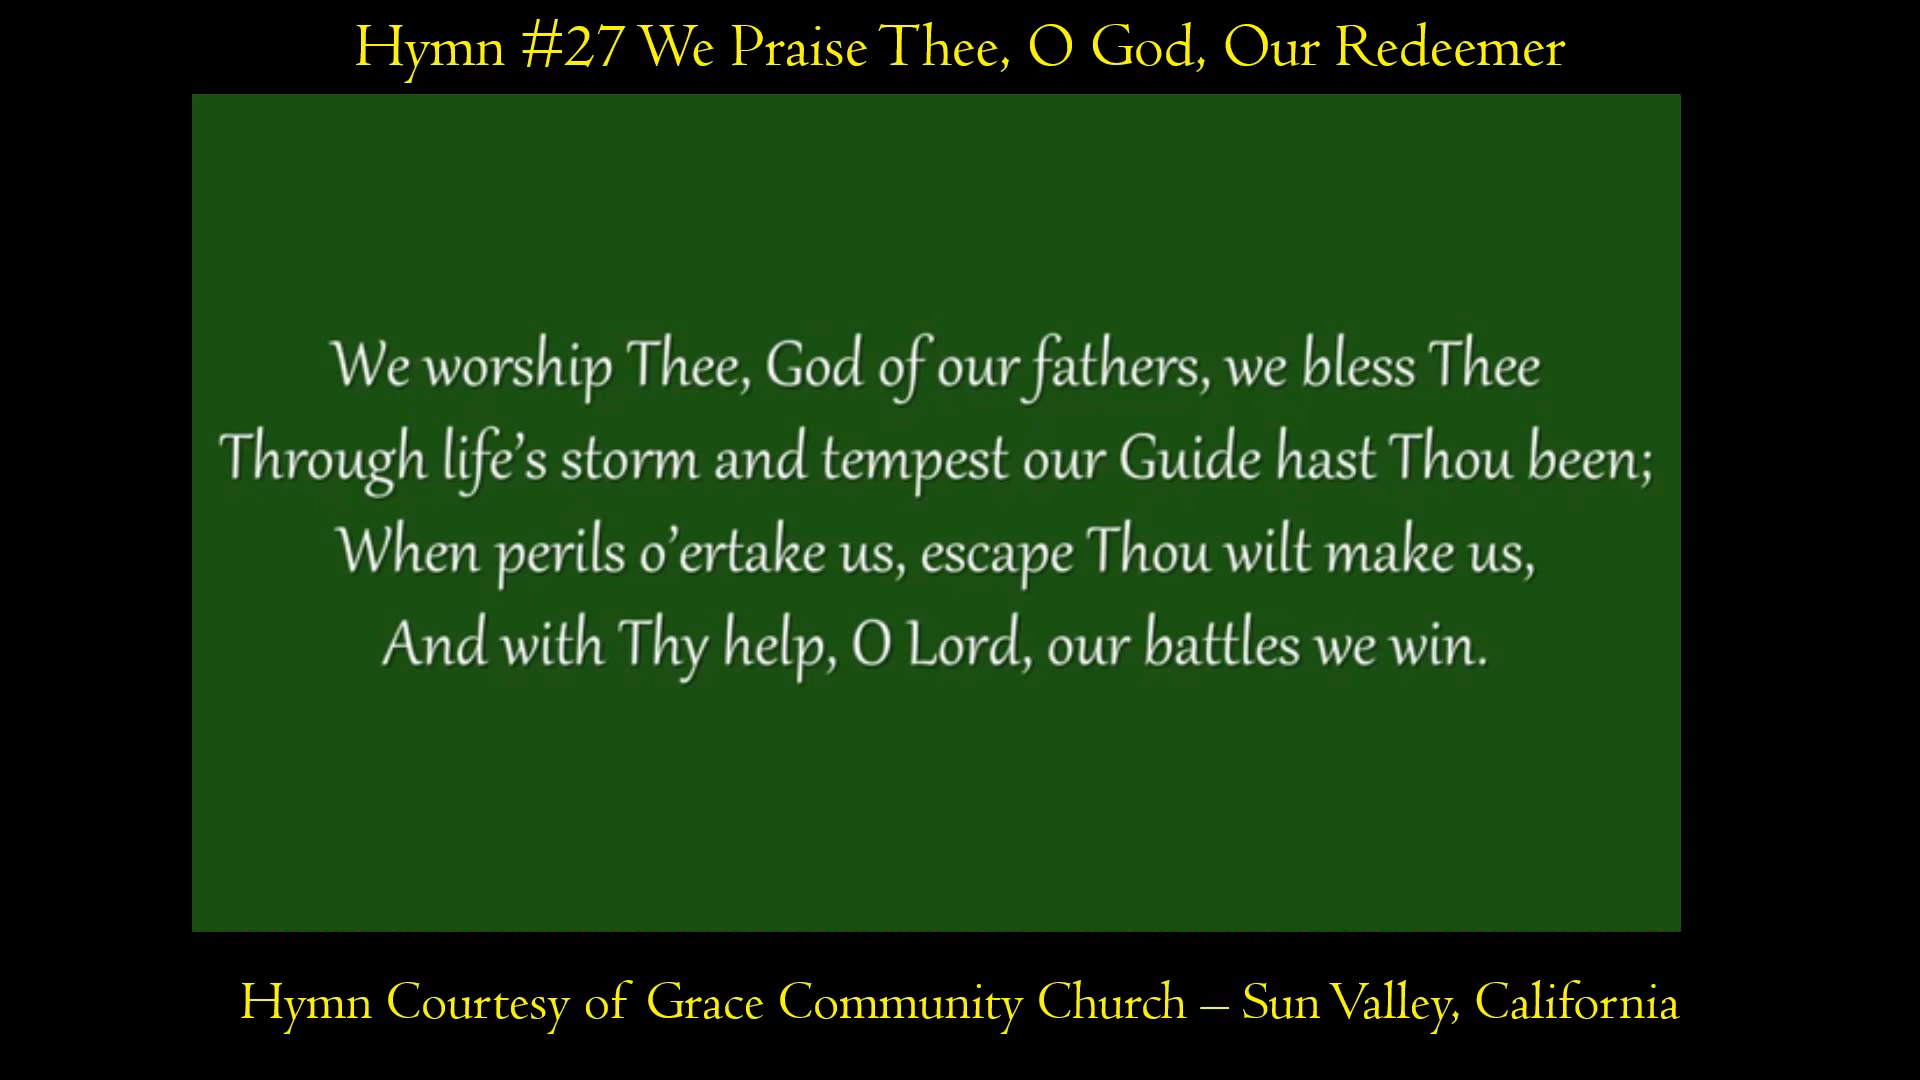 Hymn #27 We Praise Thee, O God, Our Redeemer
We worship Thee, God of our fathers, we bless Thee
Through life’s storm and tempest our Guide hast Thou been;
When perils o’ertake us, escape Thou wilt make us,
And with Thy help, O Lord, our battles we win.
Hymn Courtesy of Grace Community Church – Sun Valley, California